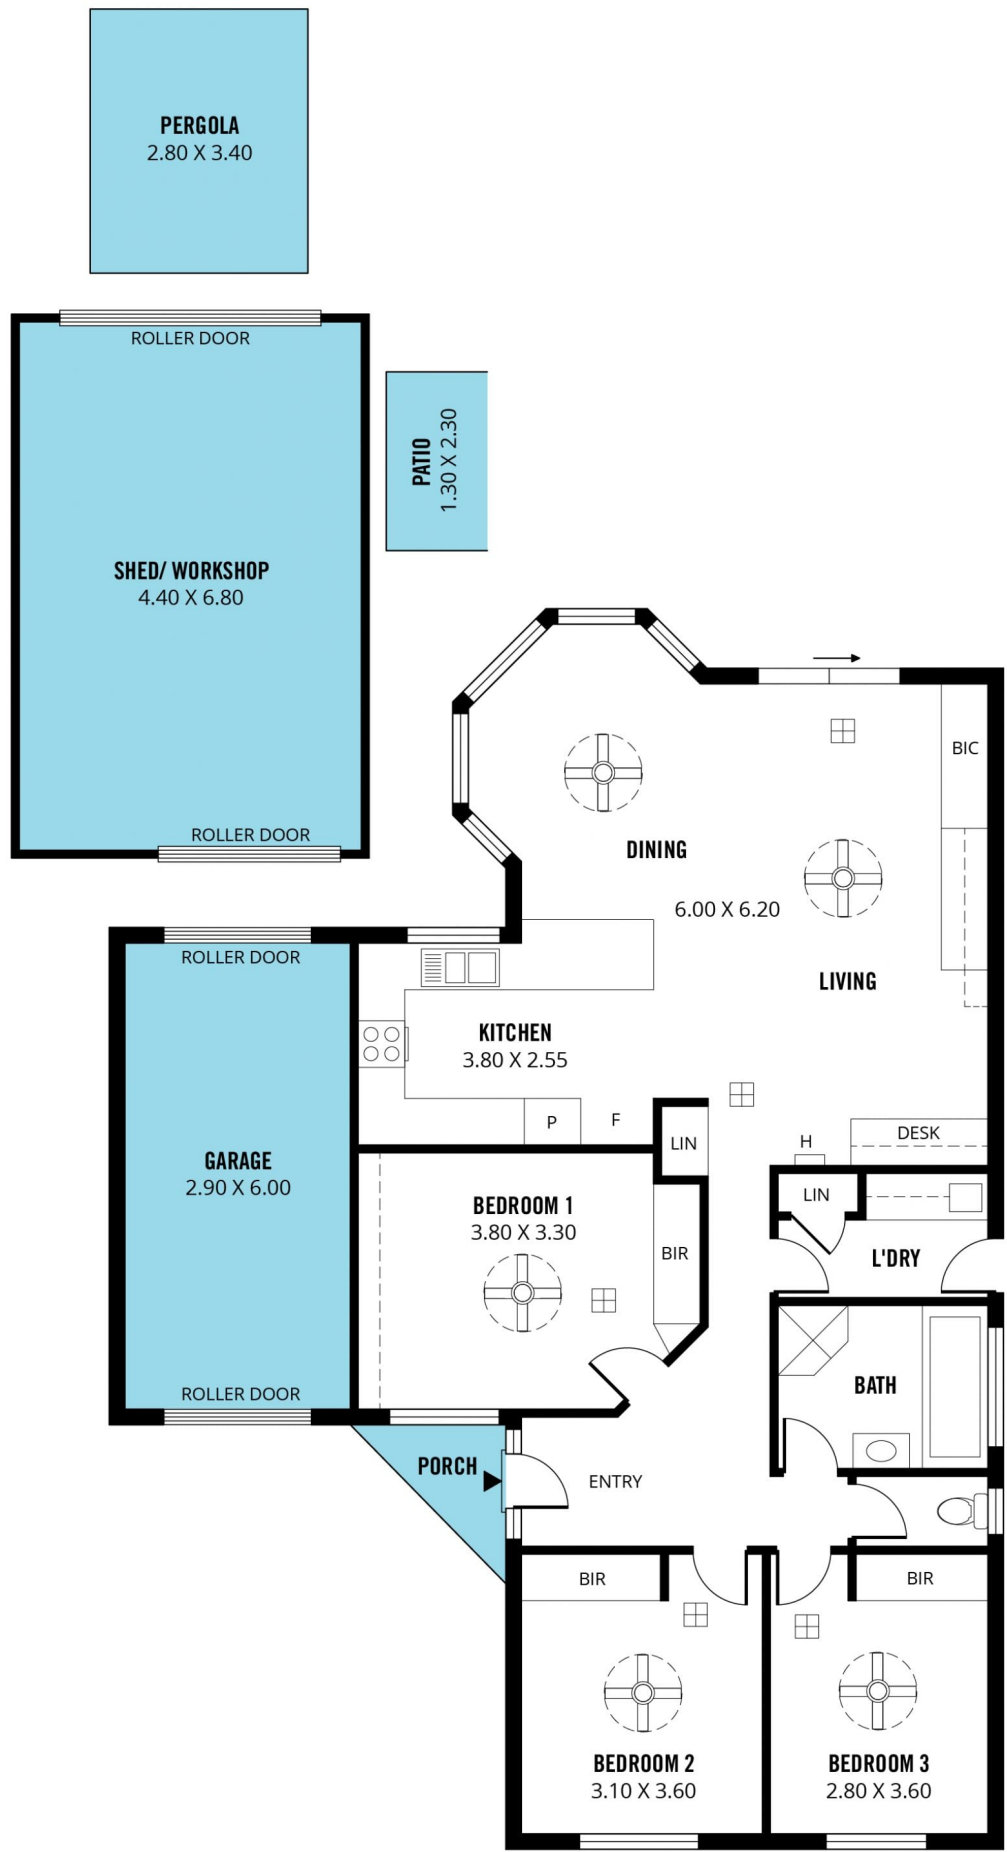 PERGOLA
2.80 X 3.40
ROLLER DOOR
PATIO
1.30 X 2.30
SHED/ WORKSHOP
4.40 X 6.80
ROLLER DOOR
BIC
DINING
6.00 X 6.20
LIVING
ROLLER DOOR
KITCHEN
3.80 X 2.55
P
F
LIN
H
DESK
GARAGE
2.90 X 6.00
BEDROOM 1
3.80 X 3.30
BIR
LIN
L'DRY
ROLLER DOOR
BATH
PORCH
ENTRY
BIR
BIR
BEDROOM 2
3.10 X 3.60
BEDROOM 3
2.80 X 3.60